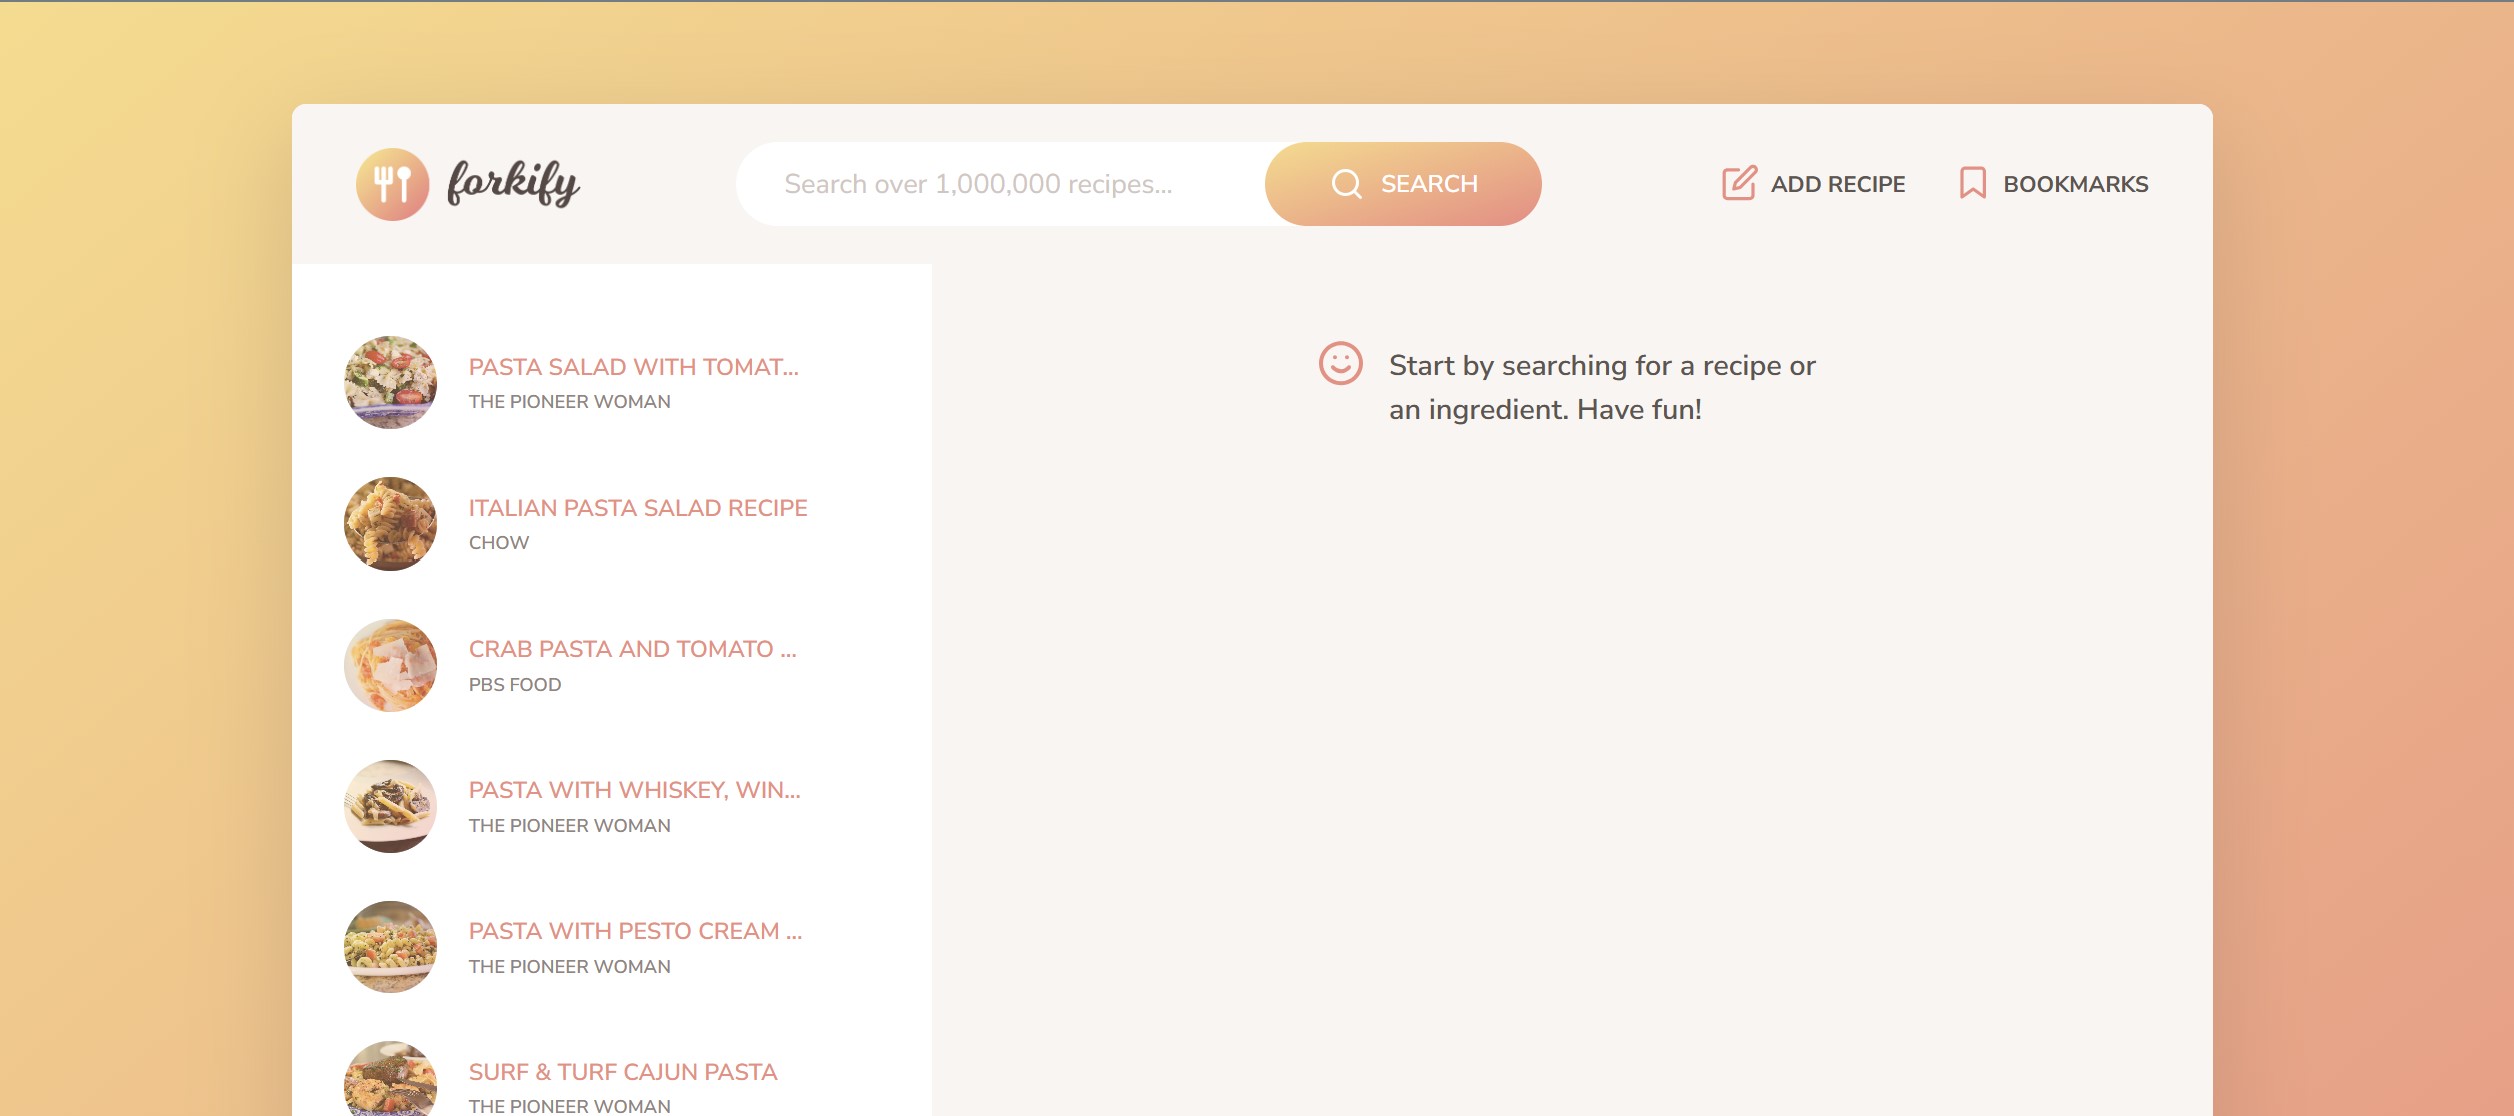 forkify
Search over 1,000,000 recipes...
SEARCH
ADD RECIPE
BOOKMARKS
PASTA SALAD WITH TOMAT...
THE PIONEER WOMAN
ITALIAN PASTA SALAD RECIPE
CHOW
CRAB PASTA AND TOMATO ...
PBS FOOD
PASTA WITH WHISKEY, WIN...
THE PIONEER WOMAN
PASTA WITH PESTO CREAM ...
THE PIONEER WOMAN
SURF & TURF CAJUN PASTA
THE PIONEER WOMAN
Start by searching for a recipe or
an ingredient. Have fun!